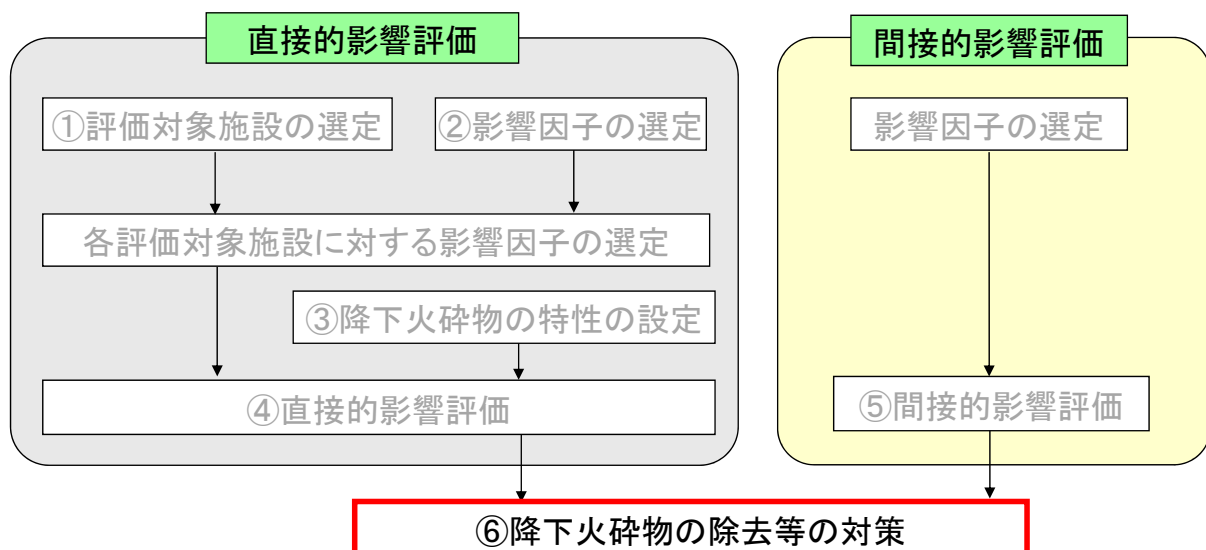 直接的影響評価
間接的影響評価
①評価対象施設の選定
②影響因子の選定
影響因子の選定
各評価対象施設に対する影響因子の選定
③降下火砕物の特性の設定
④直接的影響評価
⑤間接的影響評価
⑥降下火砕物の除去等の対策